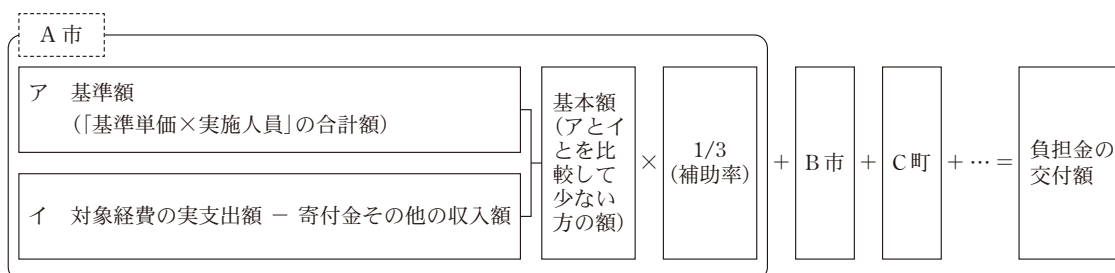 A市
ア 基準額
(「基準単価×実施人員」の合計額)
イ 対象経費の実支出額 － 寄付金その他の収入額
基本額
(アとイ
とを比
較して
少ない
方の額)
×
1/3
(補助率)
+
B市
+
C町
+ … =
負担金の
交付額